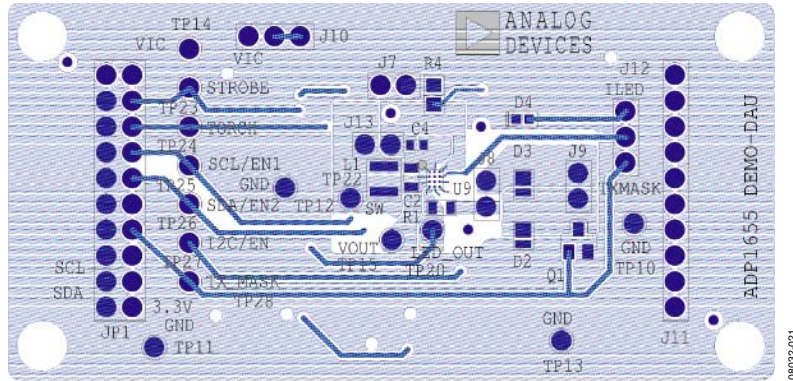 TP14
ANALOG
DEVICES
VIC
J10
VIC
J7
R4
J12
ILED
STROBE
TP23
D4
TORCH
J13
C4
TP24
SCL/EN1
L1
J8
D3
J9
GND
TP22
U9
TP25
SDA/EN2
TP12
SW
C2
R1
TXMASK
TP26
I2C/EN
VOUT
LED_OUT
GND
TP15
TP20
D2
TP10
SCL
TP27
TX_MASK
Q1
SDA
TP28
3.3V
JP1
GND
TP11
GND
TP13
J11
ADP1655 DEMO-DAU
08032-021